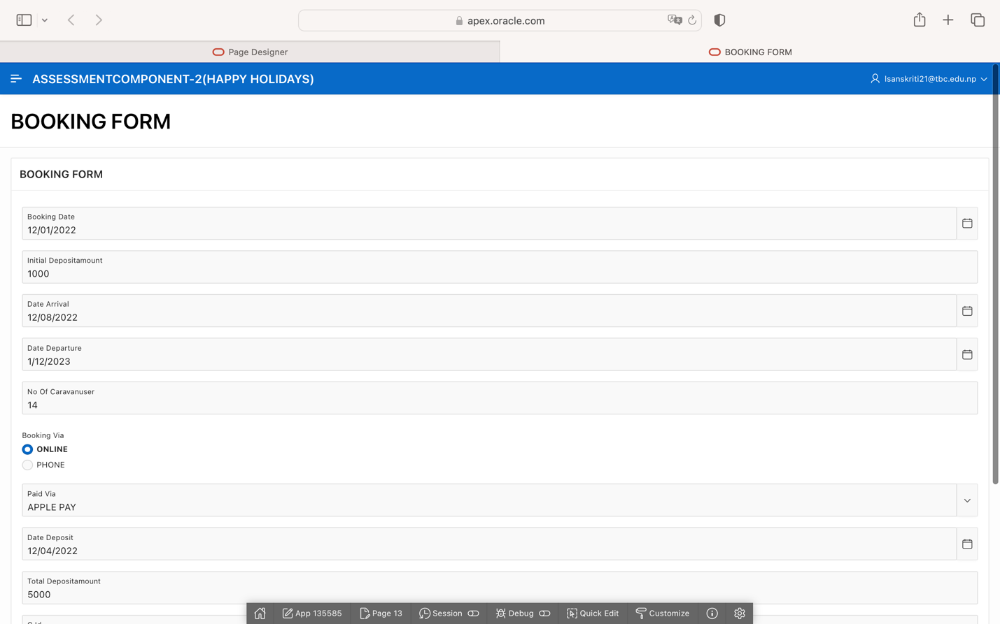 apex.oracle.com
Page Designer
BOOKING FORM
ASSESSMENTCOMPONENT-2(HAPPY HOLIDAYS)
lsanskriti21@tbc.edu.np
BOOKING FORM
BOOKING FORM
Booking Date
12/01/2022
Initial Depositamount
1000
Date Arrival
12/08/2022
Date Departure
1/12/2023
No Of Caravanuser
14
Booking Via
ONLINE
PHONE
Paid Via
APPLE PAY
Date Deposit
12/04/2022
Total Depositamount
5000
App 135585
Page 13
Session
Debug
Quick Edit
Customize